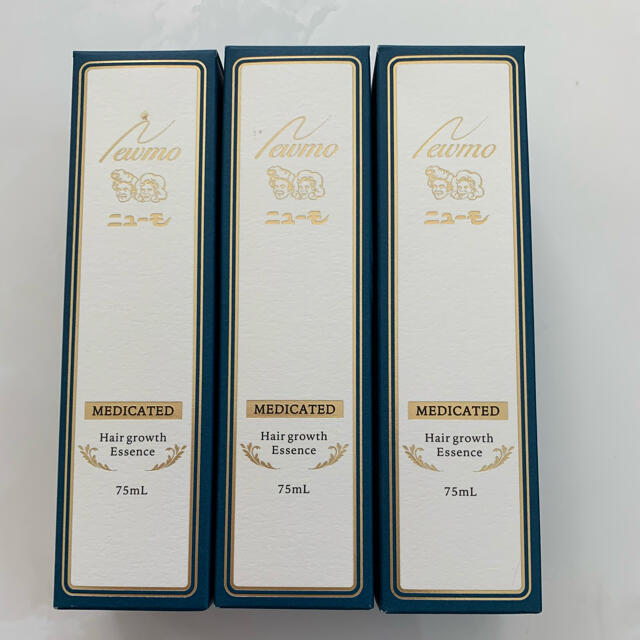 Newmo
ニューモ
MEDICATED
Hair growth
Essence
75mL
Newmo
ニューモ
MEDICATED
Hair growth
Essence
75mL
Newmo
ニューモ
MEDICATED
Hair growth
Essence
75mL